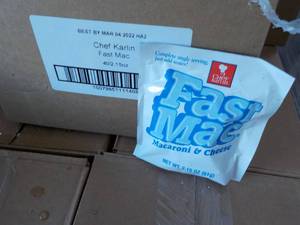 BEST BY MAR 04 2022 HA2
Chef Karlin
Fast Mac
40/2.15oz
Complete single serving,
just add water!
CHEF
KARLIN
Fast
Mac
Macaroni & Cheese
NET WT. 2.15 OZ (61g)